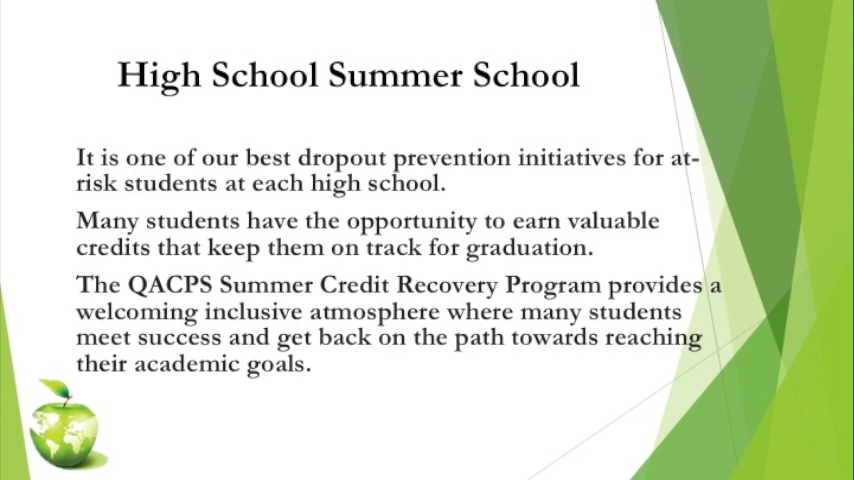 High School Summer School
It is one of our best dropout prevention initiatives for at-
risk students at each high school.
Many students have the opportunity to earn valuable
credits that keep them on track for graduation.
The QACPS Summer Credit Recovery Program provides a
welcoming inclusive atmosphere where many students
meet success and get back on the path towards reaching
their academic goals.